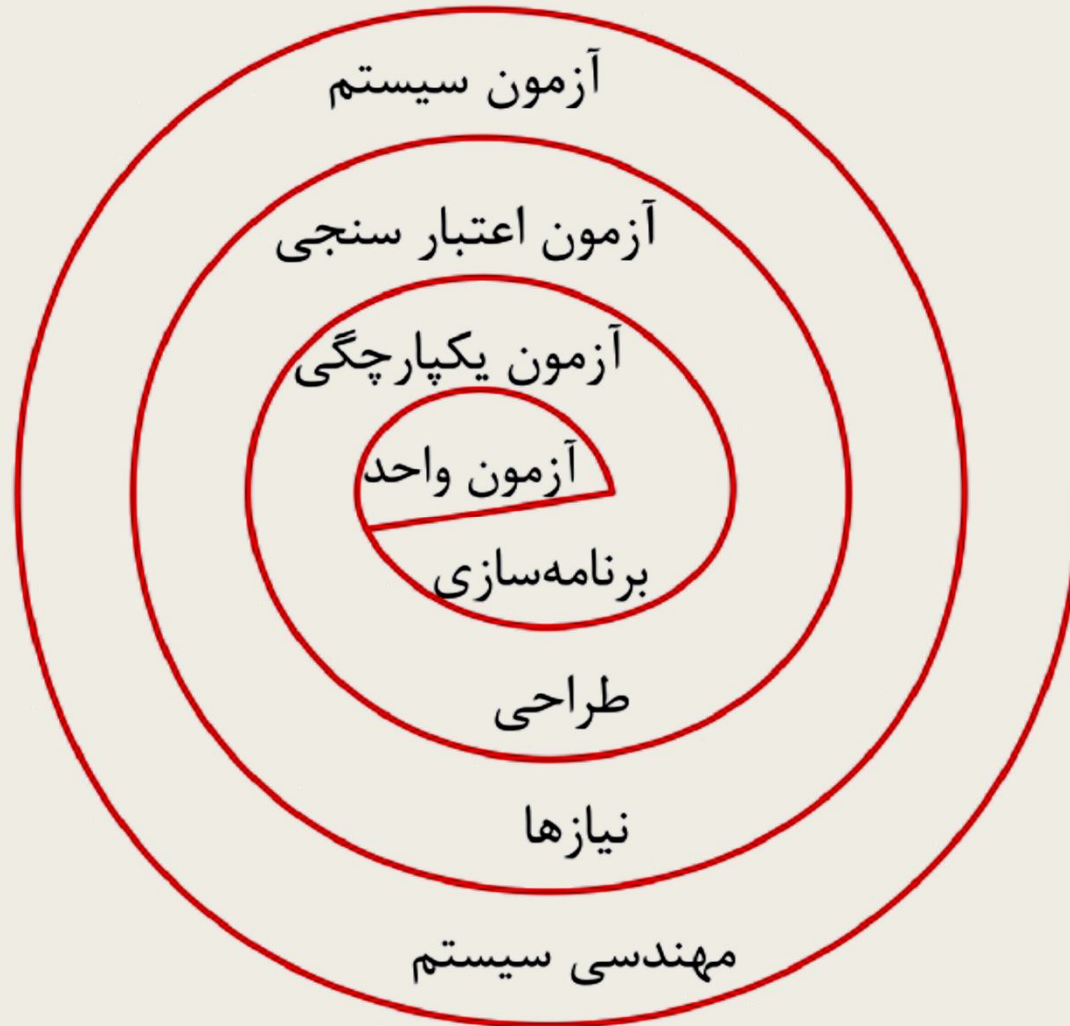 آزمون سیستم
آزمون اعتبار سنجی
آزمون یکپارچگی
آزمون واحد
برنامه‌سازی
طراحی
نیازها
مهندسی سیستم